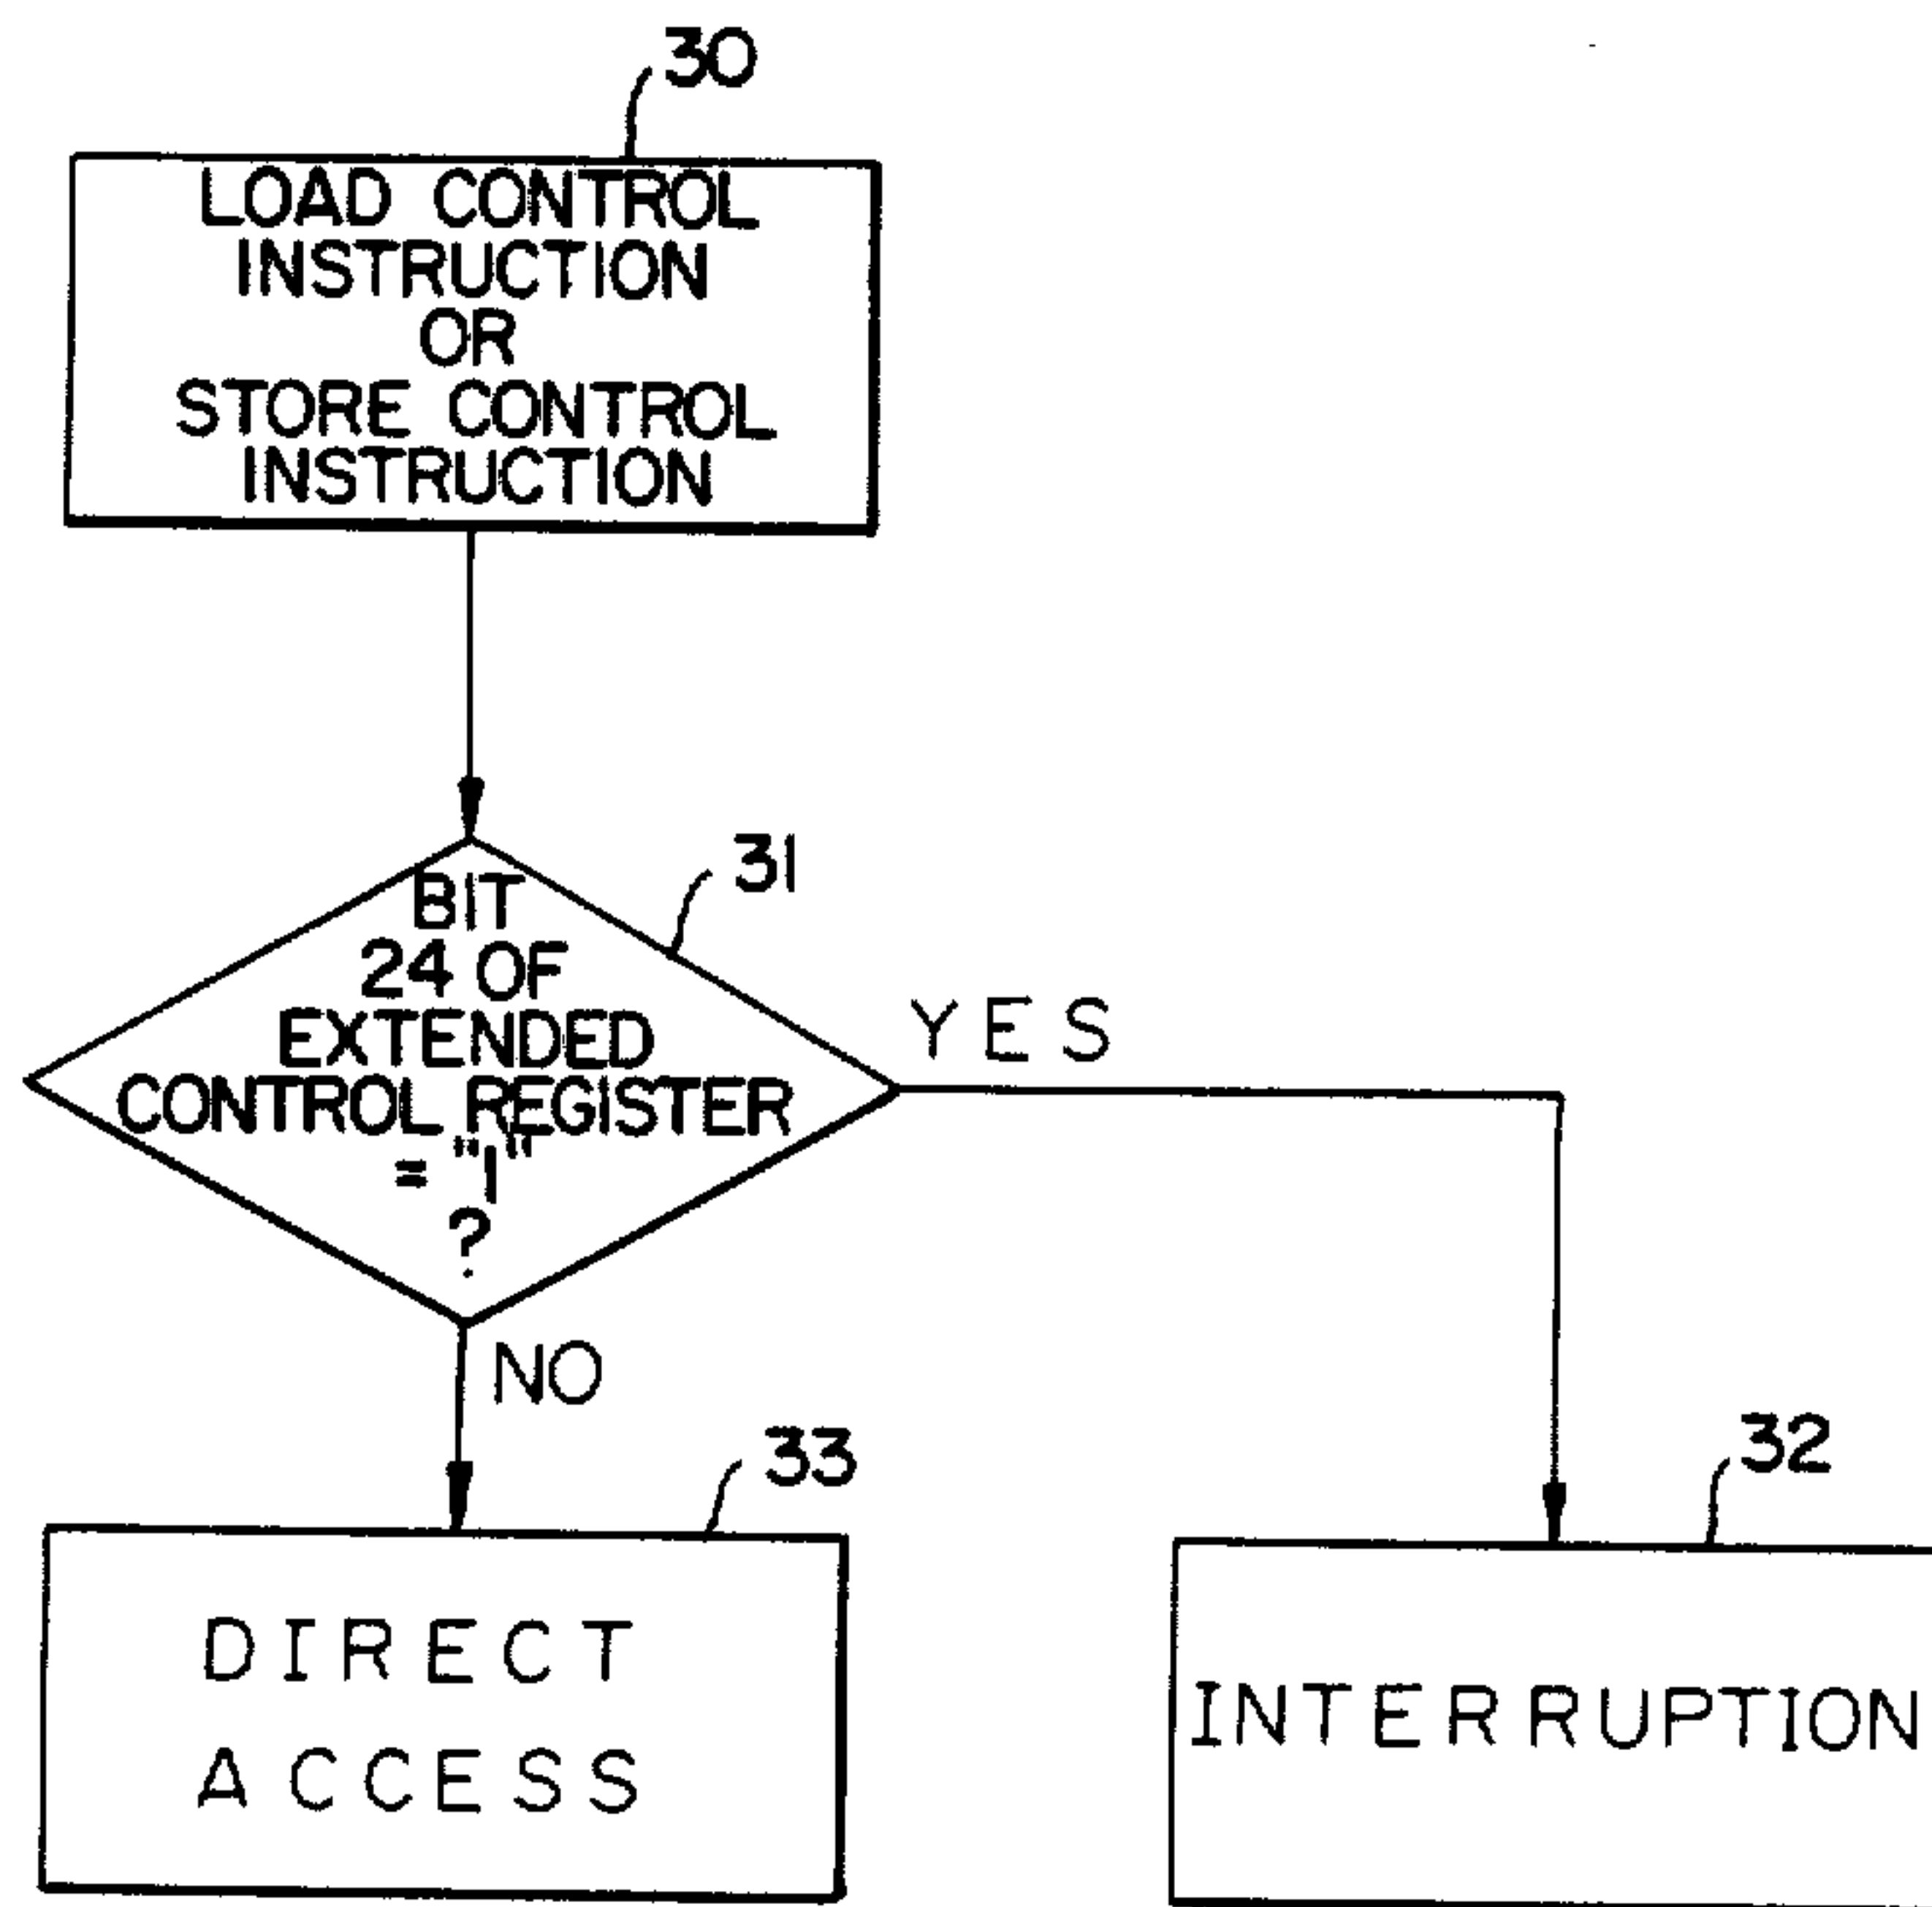 30
LOAD CONTROL
INSTRUCTION
OR
STORE CONTROL
INSTRUCTION
31
BIT
24 OF
EXTENDED
CONTROL REGISTER
= "1"
?
YES
NO
33
DIRECT
ACCESS
32
INTERRUPTION